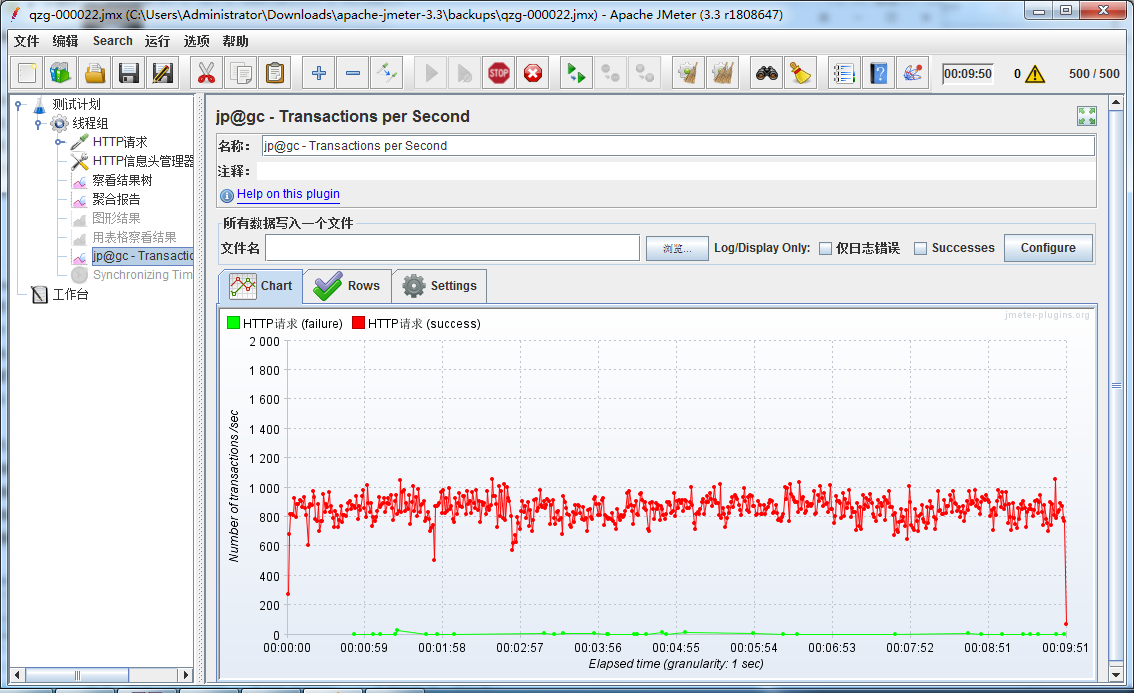 qzg-000022.jmx (C:\Users\Administrator\Downloads\apache-jmeter-3.3\backups\qzg-000022.jmx) - Apache JMeter (3.3 r1808647)
文件 编辑 Search 运行 选项 帮助
STOP 00:09:50 0 500 / 500
测试计划
线程组
HTTP请求
HTTP信息头管理器
察看结果树
聚合报告
图形结果
用表格察看结果
jp@gc - Transactio
Synchronizing Tim
工作台
jp@gc - Transactions per Second
名称： jp@gc - Transactions per Second
注释：
Help on this plugin
所有数据写入一个文件
文件名 浏览... Log/Display Only: 仅日志错误 Successes Configure
Chart Rows Settings
HTTP请求 (failure) HTTP请求 (success)
jmeter-plugins.org
2 000
1 800
1 600
1 400
1 200
1 000
800
600
400
200
0
Number of transactions /sec
00:00:00 00:00:59 00:01:58 00:02:57 00:03:56 00:04:55 00:05:54 00:06:53 00:07:52 00:08:51 00:09:51
Elapsed time (granularity: 1 sec)